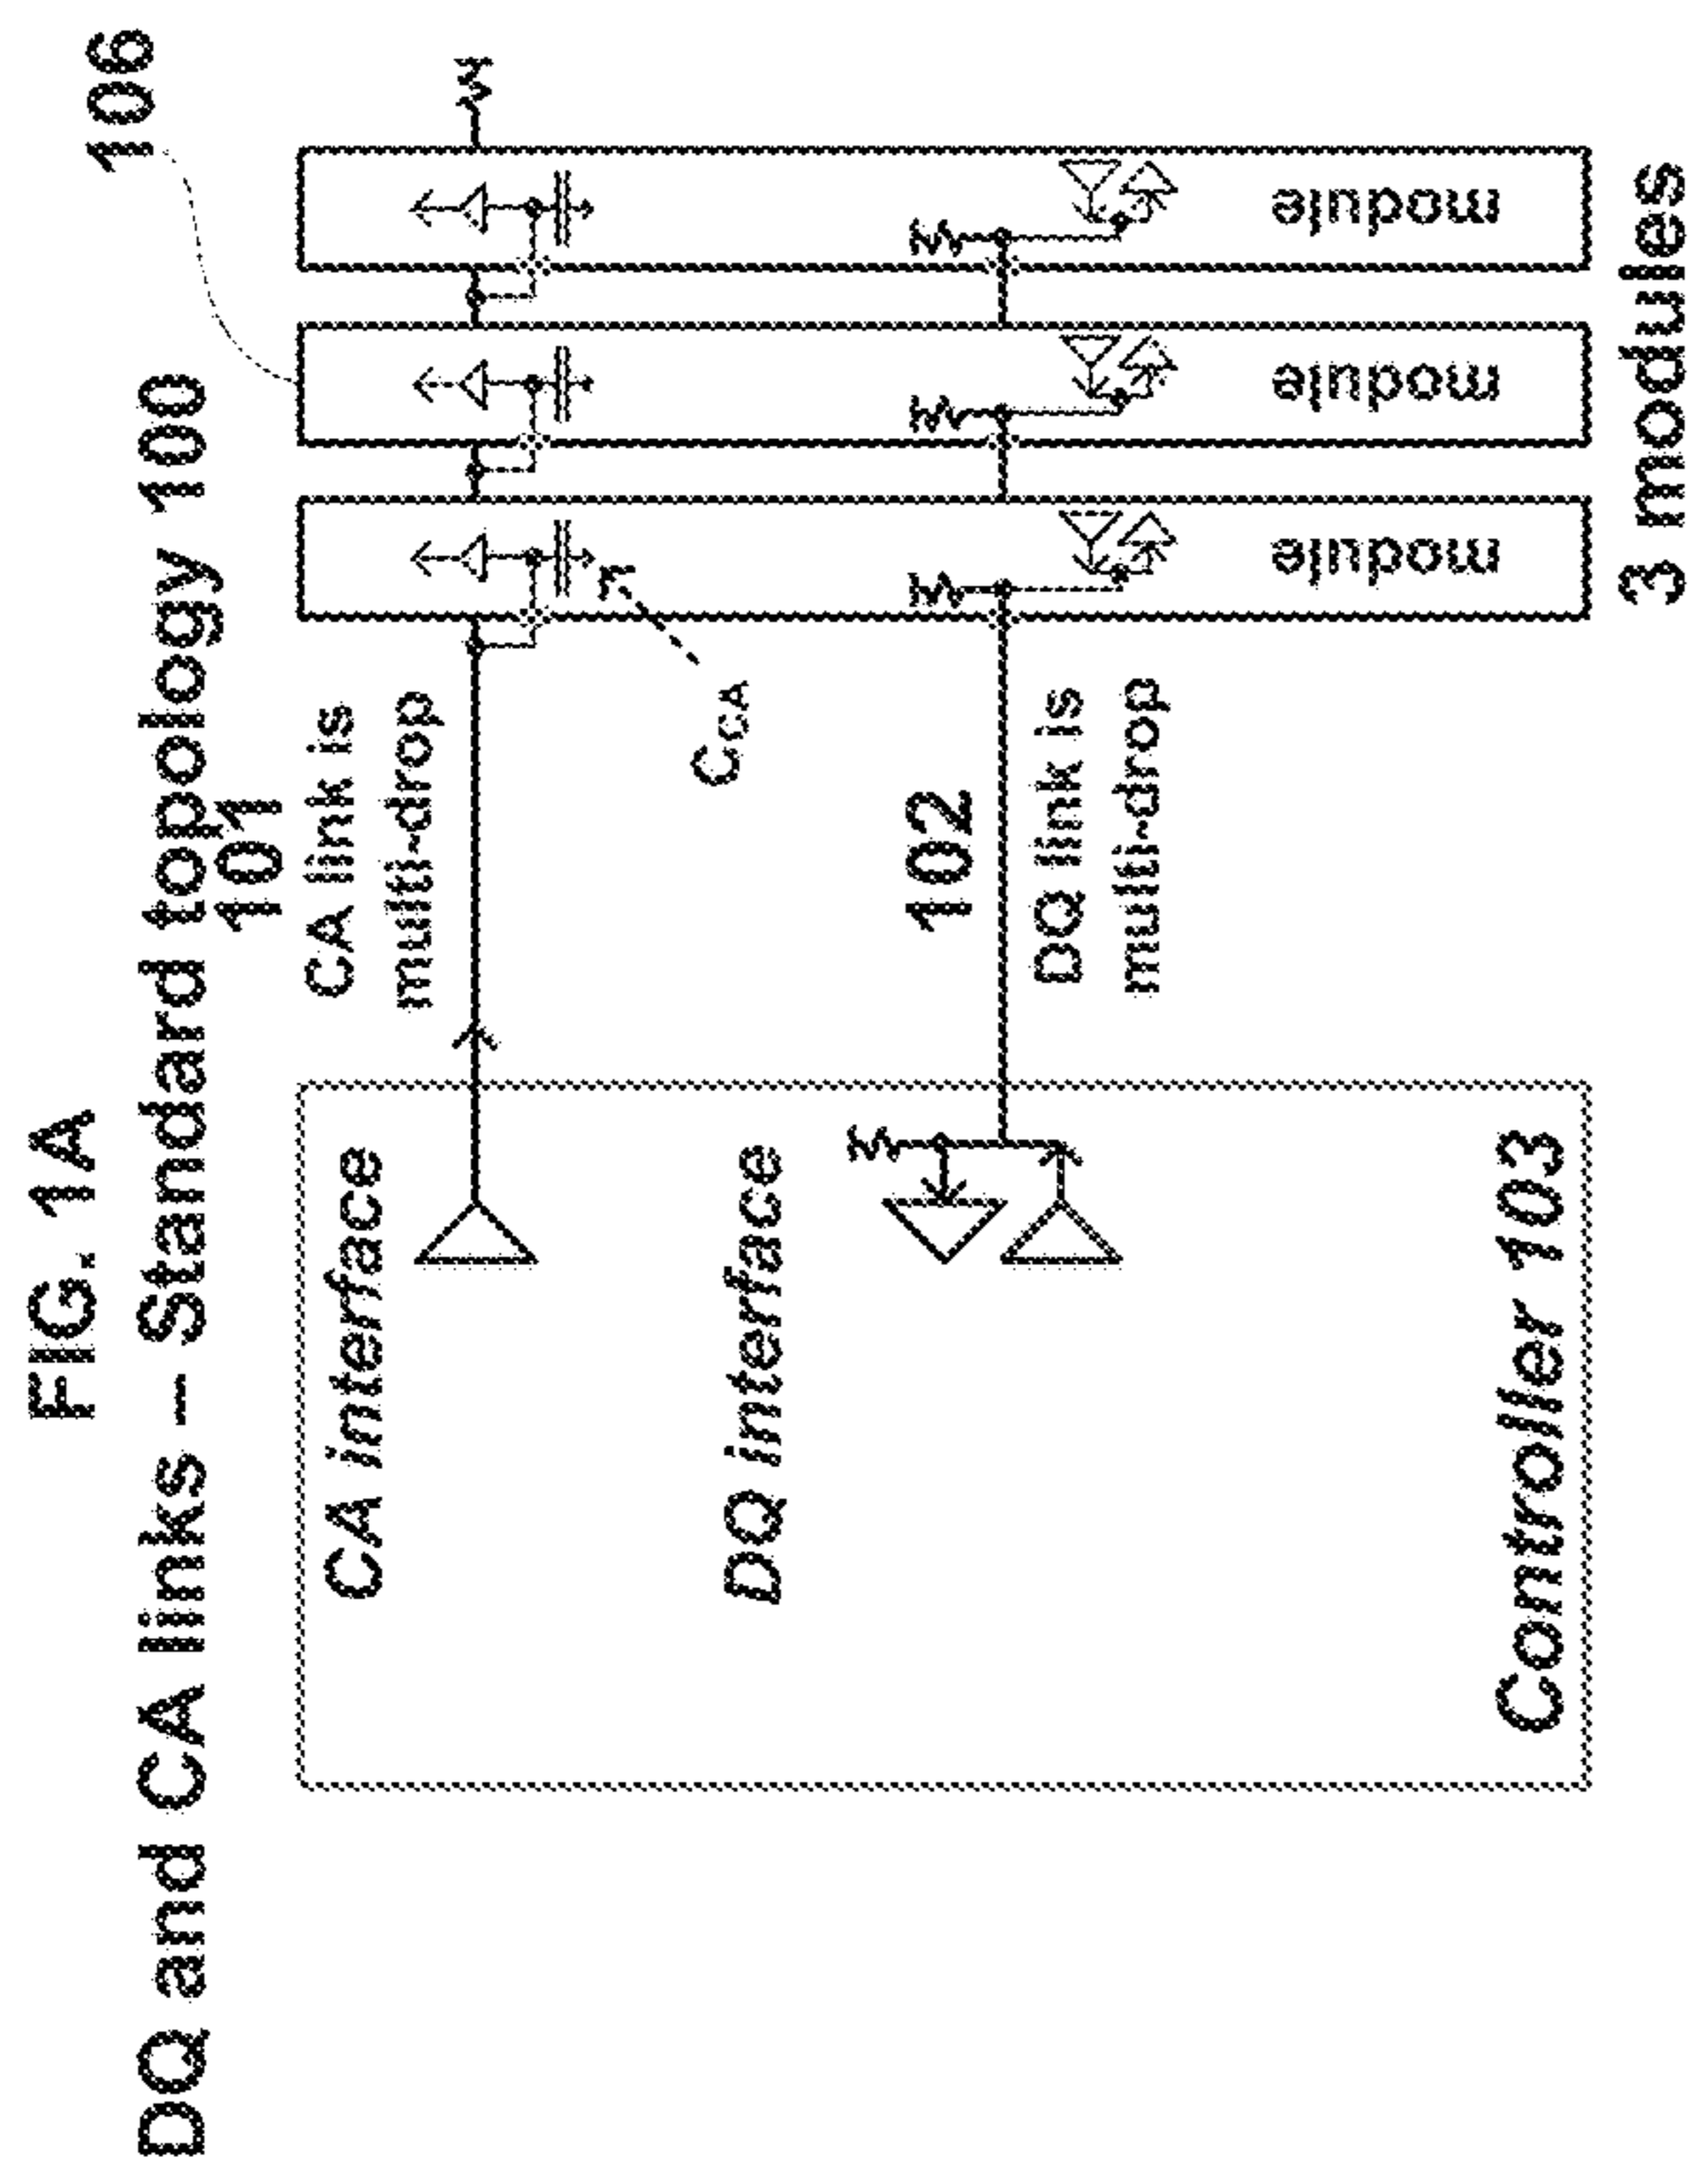 FIG. 1A
DQ and CA links – Standard topology 100
106
101
CA link is
multi-drop
CA interface
CCA
102
DQ link is
multi-drop
DQ interface
module
module
module
Controller 103
3 modules